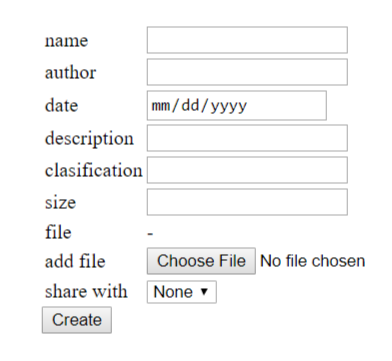 name
author
date mm/dd/yyyy
description
clasification
size
file -
add file Choose File No file chosen
share with None ▼
Create